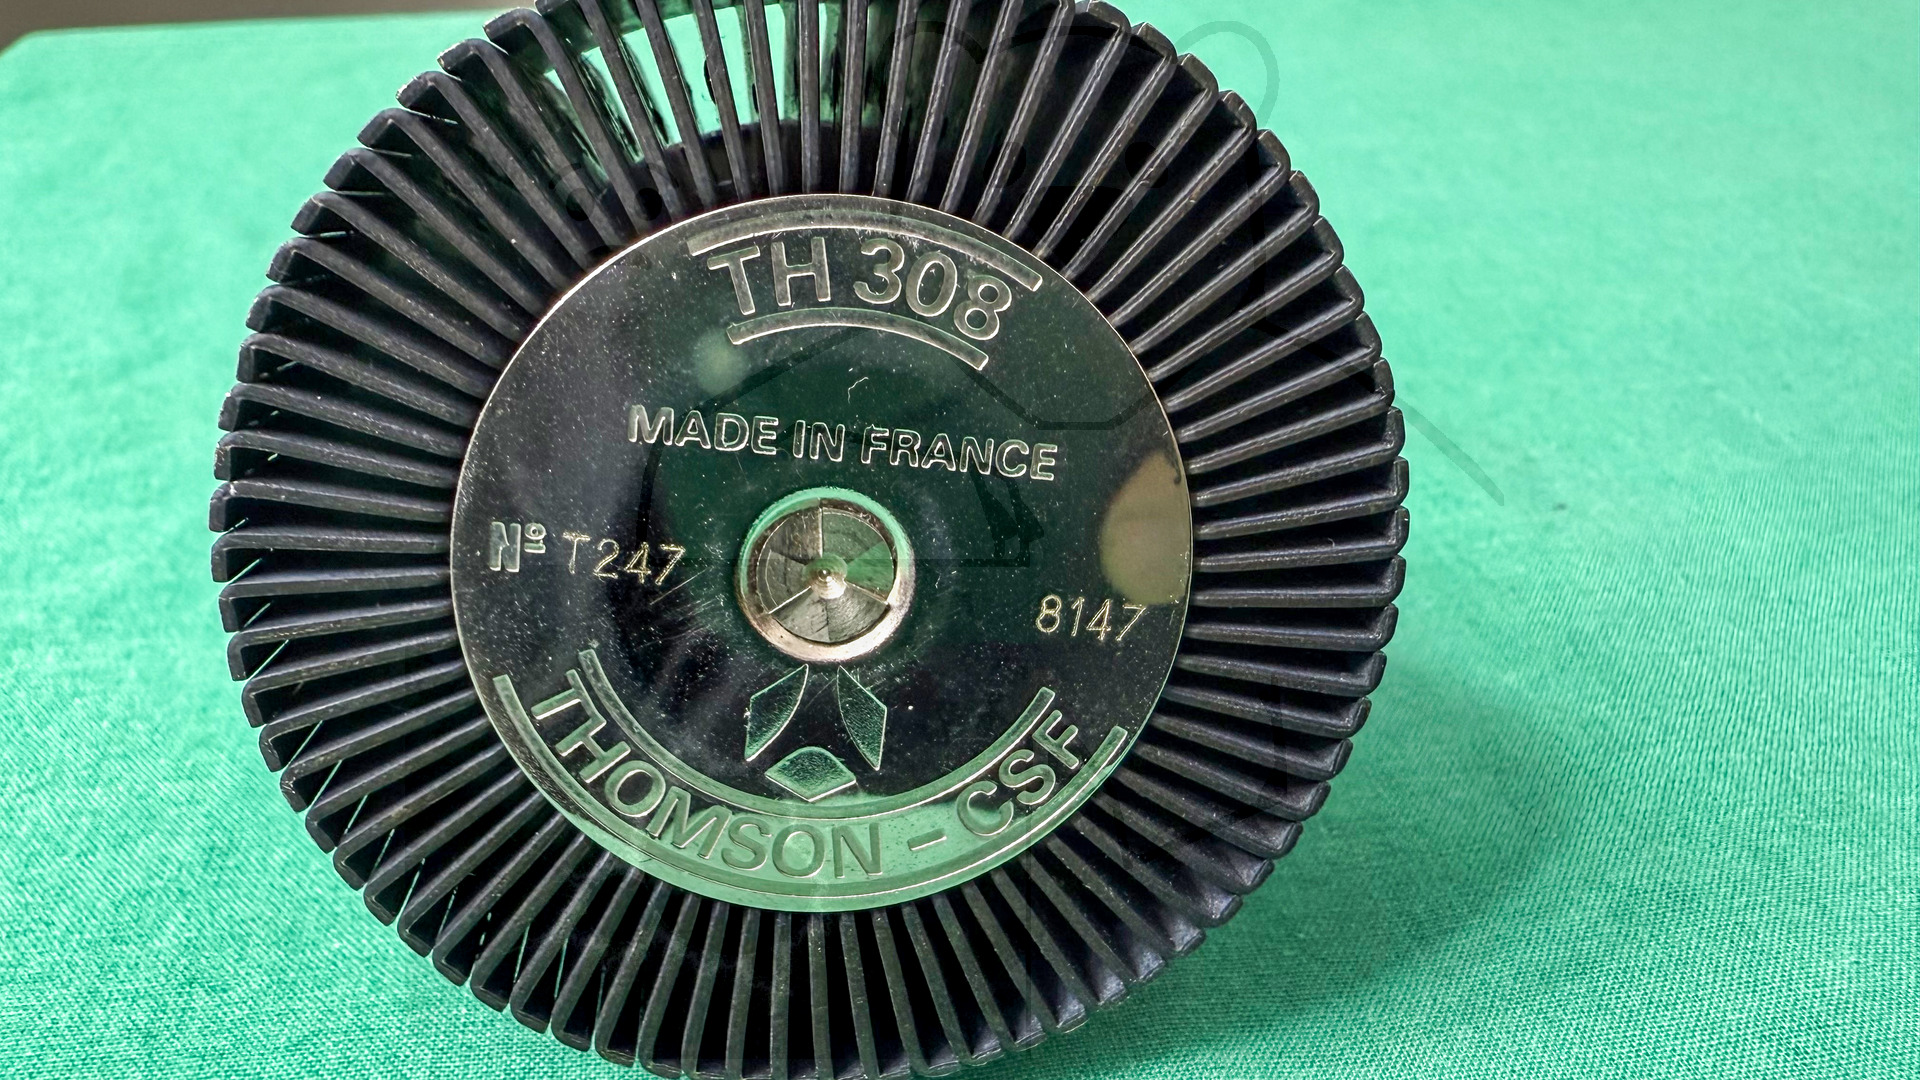 TH 308
MADE IN FRANCE
Nº T247
8147
THOMSON - CSF